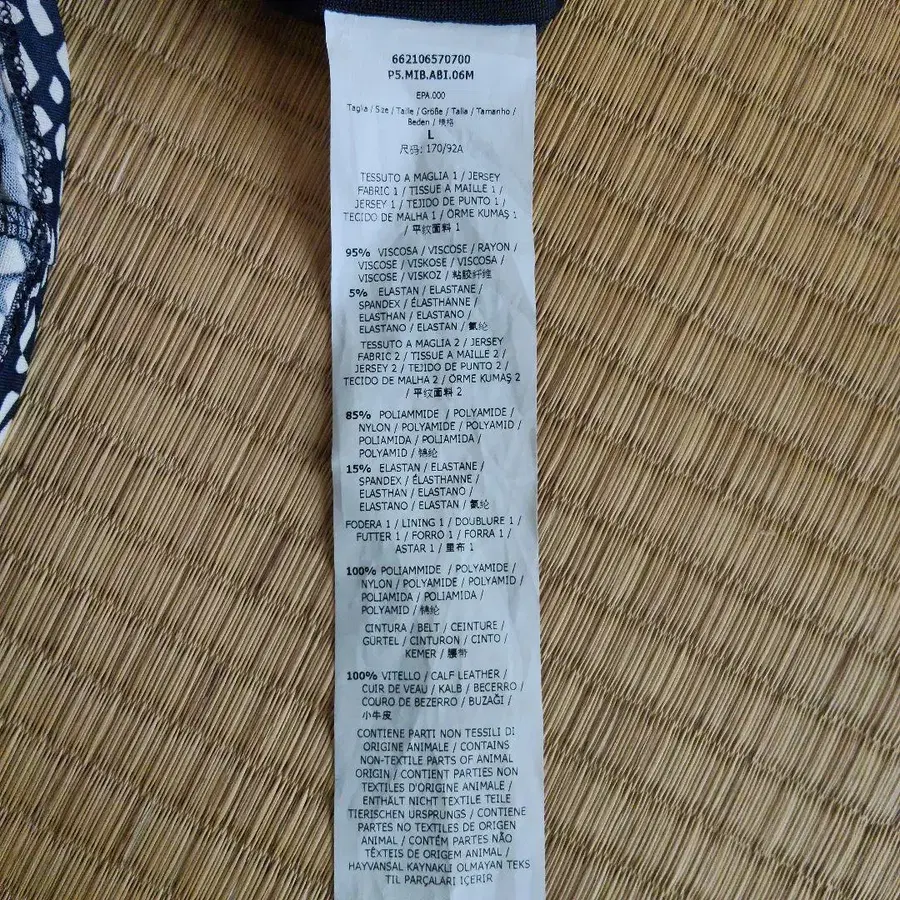 662106570700
P5.MIB.ABI.06M
EPA.000
Taglia / Size / Taille / Größe / Talla / Tamanho /
Beden / 规格
L
尺码: 170/92A
TESSUTO A MAGLIA 1 / JERSEY
FABRIC 1 / TISSUE A MAILLE 1 /
JERSEY 1 / TEJIDO DE PUNTO 1 /
TECIDO DE MALHA 1 / ÖRME KUMAŞ 1
/ 平纹面料 1
95% VISCOSA / VISCOSE / RAYON /
VISCOSE / VISKOSE / VISCOSA /
VISCOSE / VISKOZ / 粘胶纤维
5% ELASTAN / ELASTANE /
SPANDEX / ÉLASTHANNE /
ELASTHAN / ELASTANO /
ELASTANO / ELASTAN / 氨纶
TESSUTO A MAGLIA 2 / JERSEY
FABRIC 2 / TISSUE A MAILLE 2 /
JERSEY 2 / TEJIDO DE PUNTO 2 /
TECIDO DE MALHA 2 / ÖRME KUMAŞ 2
/ 平纹面料 2
85% POLIAMMIDE / POLYAMIDE /
NYLON / POLYAMIDE / POLYAMID /
POLIAMIDA / POLIAMIDA /
POLYAMID / 锦纶
15% ELASTAN / ELASTANE /
SPANDEX / ÉLASTHANNE /
ELASTHAN / ELASTANO /
ELASTANO / ELASTAN / 氨纶
FODERA 1 / LINING 1 / DOUBLURE 1 /
FUTTER 1 / FORRO 1 / FORRA 1 /
ASTAR 1 / 里布 1
100% POLIAMMIDE / POLYAMIDE /
NYLON / POLYAMIDE / POLYAMID /
POLIAMIDA / POLIAMIDA /
POLYAMID / 锦纶
CINTURA / BELT / CEINTURE /
GÜRTEL / CINTURON / CINTO /
KEMER / 腰带
100% VITELLO / CALF LEATHER /
CUIR DE VEAU / KALB / BECERRO /
COURO DE BEZERRO / BUZAĞI /
小牛皮
CONTIENE PARTI NON TESSILI DI
ORIGINE ANIMALE / CONTAINS
NON-TEXTILE PARTS OF ANIMAL
ORIGIN / CONTIENT PARTIES NON
TEXTILES D'ORIGINE ANIMALE /
ENTHÄLT NICHT TEXTILE TEILE
TIERISCHEN URSPRUNGS / CONTIENE
PARTES NO TEXTILES DE ORIGEN
ANIMAL / CONTÉM PARTES NÃO
TÊXTEIS DE ORIGEM ANIMAL /
HAYVANSAL KAYNAKLI OLMAYAN TEKS
TIL PARÇALARI İÇERİR